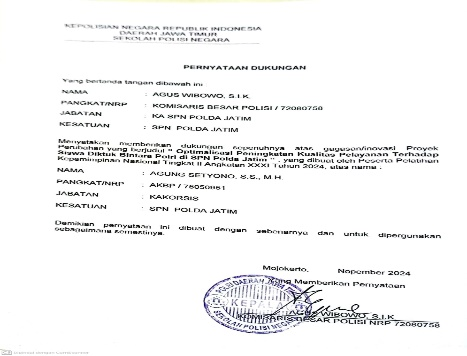 KEPOLISIAN NEGARA REPUBLIK INDONESIA
DAERAH JAWA TIMUR
SEKOLAH POLISI NEGARA
PERNYATAAN DUKUNGAN
Yang bertanda tangan dibawah ini
NAMA : AGUS WIBOWO, S.I.K.
PANGKAT/NRP : KOMISARIS BESAR POLISI / 72080758
JABATAN : KA SPN POLDA JATIM
KESATUAN : SPN POLDA JATIM
Menyatakan memberikan dukungan sepenuhnya atas gagasan/inovasi Proyek
Perubahan yang berjudul " Optimalisasi Peningkatan Kualitas Pelayanan Terhadap
Siswa Diktuk Bintara Polri di SPN Polda Jatim " , yang dibuat oleh Peserta Pelatihan
Kepemimpinan Nasional Tingkat II Angkatan XXXI Tahun 2024, atas nama .
NAMA : AGUNG SETYONO, S.S., M.H.
PANGKAT/NRP : AKBP /
JABATAN : KAKORSIS
KESATUAN : SPN POLDA JATIM
Demikian pernyataan ini dibuat dengan sebenarnya dan untuk dipergunakan
sebagaimana semestinya.
Mojokerto, Nopember 2024
Yang Memberikan Pernyataan
POLRI DAERAH JAWA
KEPALA
SEKOLAH POLISI NEGARA
AGUS WIBOWO, S.I.K
KOMISARIS BESAR POLISI NRP 72080758